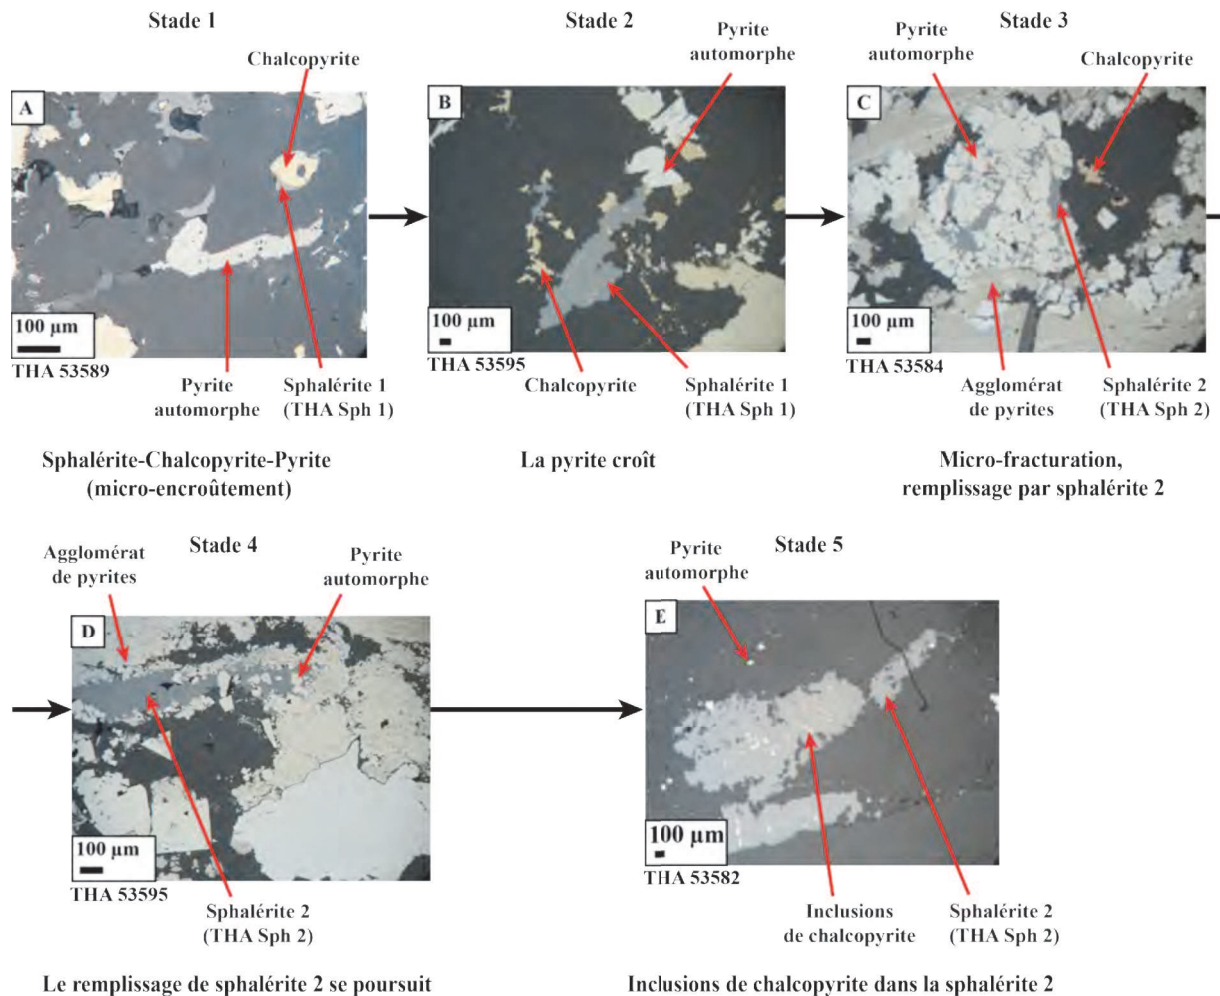 Stade 1
Chalcopyrite
A
100 µm
THA 53589
Pyrite
automorphe
Sphalérite 1
(THA Sph 1)
Sphalérite-Chalcopyrite-Pyrite
(micro-encroûtement)
Stade 2
Pyrite
automorphe
B
100 µm
THA 53595
Chalcopyrite
Sphalérite 1
(THA Sph 1)
La pyrite croît
Stade 3
Pyrite
automorphe
Chalcopyrite
C
100 µm
THA 53584
Agglomérat
de pyrites
Sphalérite 2
(THA Sph 2)
Micro-fracturation,
remplissage par sphalérite 2
Stade 4
Agglomérat
de pyrites
Pyrite
automorphe
D
100 µm
THA 53595
Sphalérite 2
(THA Sph 2)
Le remplissage de sphalérite 2 se poursuit
Stade 5
Pyrite
automorphe
E
100 µm
THA 53582
Inclusions
de chalcopyrite
Sphalérite 2
(THA Sph 2)
Inclusions de chalcopyrite dans la sphalérite 2